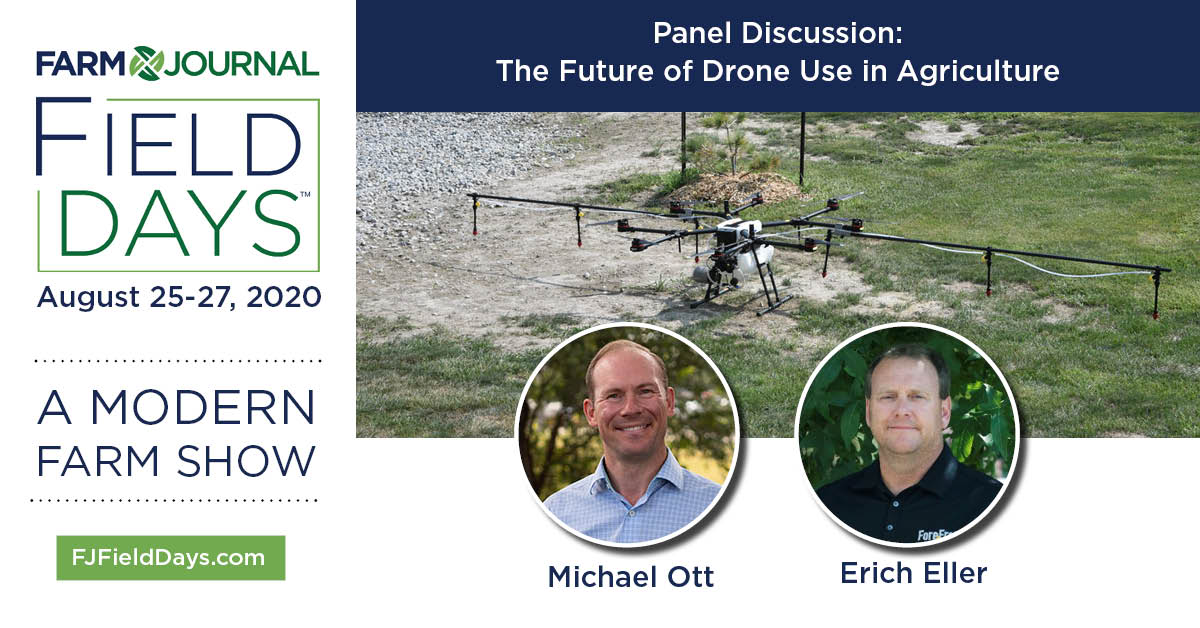 FARM JOURNAL
FIELD
DAYS™
August 25-27, 2020
A MODERN
FARM SHOW
FJFieldDays.com
Panel Discussion:
The Future of Drone Use in Agriculture
Michael Ott
Erich Eller